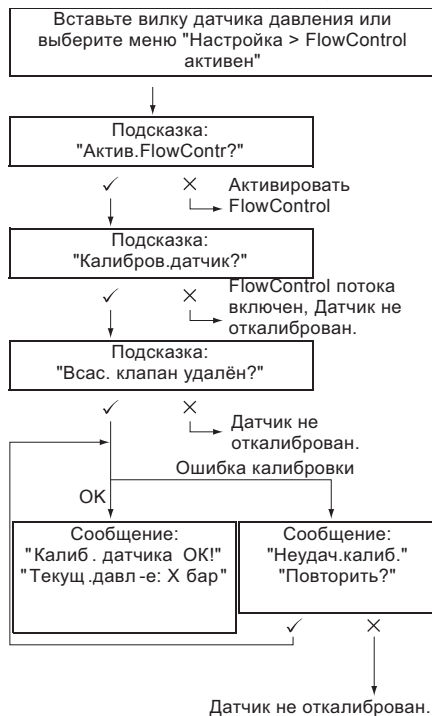 Вставьте вилку датчика давления или
выберите меню "Настройка > FlowControl
активен"
Подсказка:
"Актив.FlowContr?"
Активировать
FlowControl
Подсказка:
"Калибров.датчик?"
FlowControl потока
включен, Датчик не
откалиброван.
Подсказка:
"Всас. клапан удалён?"
Датчик не
откалиброван.
Ошибка калибровки
OK
Сообщение:
"Калиб. датчика OK!"
"Текущ.давл-е: X бар"
Сообщение:
"Неудач.калиб."
"Повторить?"
Датчик не откалиброван.